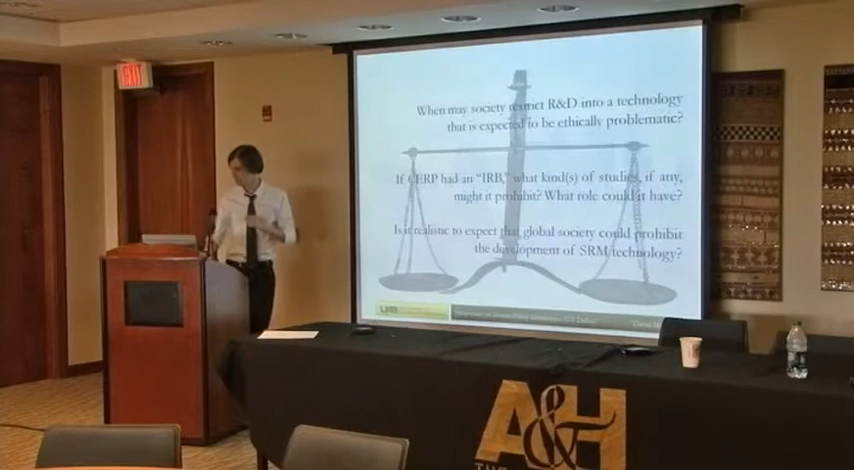 EXIT
When may society restrict R&D into a technology
that is expected to be ethically problematic?
If CERP had an "IRB," what kind(s) of studies, if any,
might it prohibit? What role could it have?
Is it realistic to expect that global society could prohibit
the development of SRM technology?
A&H
THE